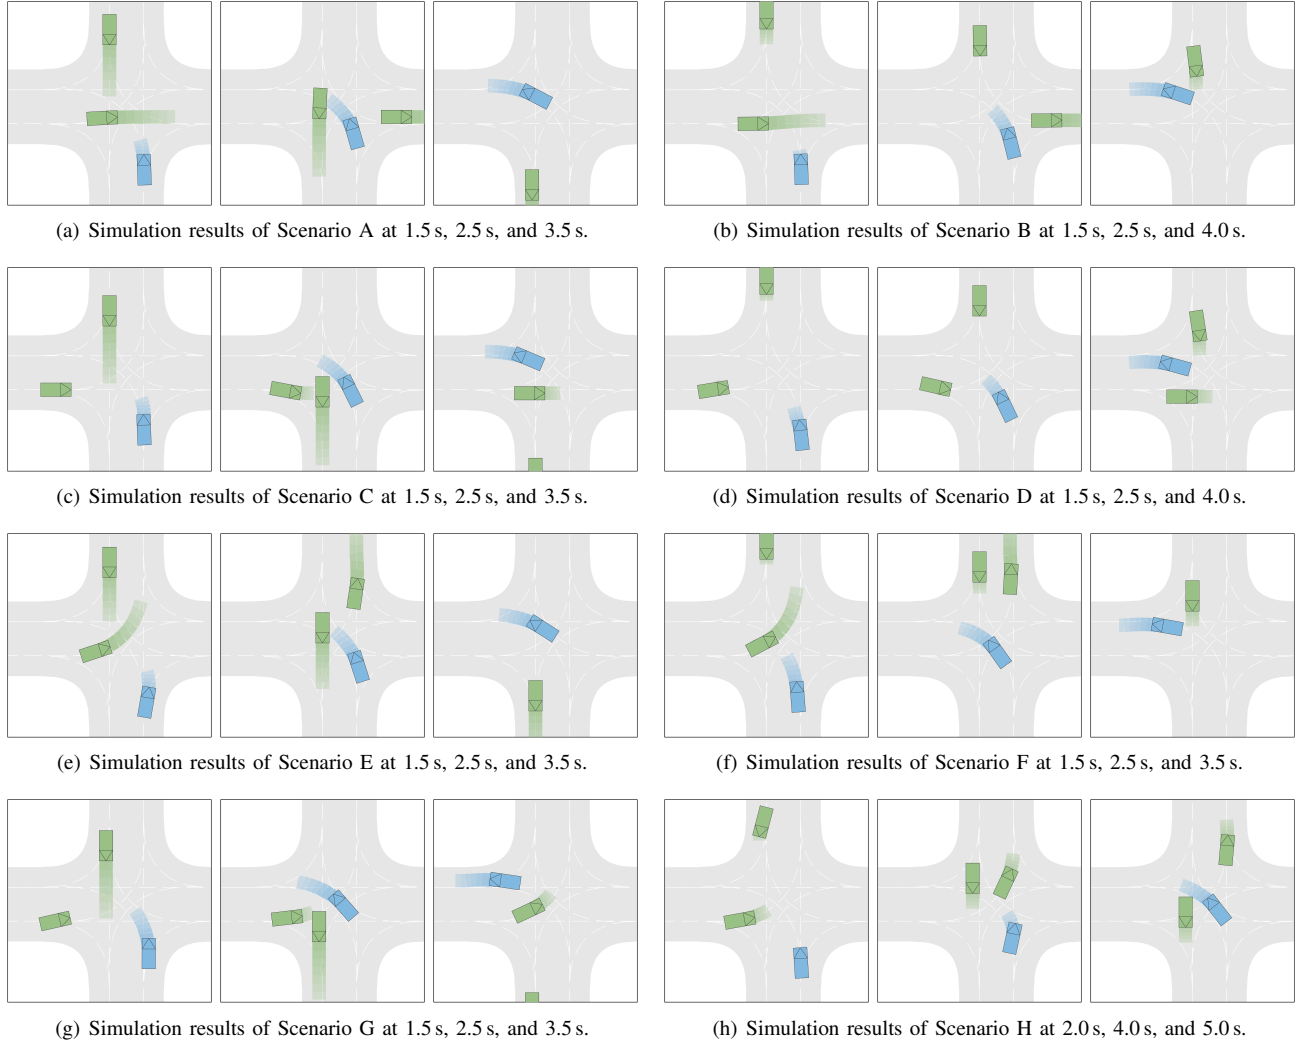 (a) Simulation results of Scenario A at 1.5 s, 2.5 s, and 3.5 s.
(b) Simulation results of Scenario B at 1.5 s, 2.5 s, and 4.0 s.
(c) Simulation results of Scenario C at 1.5 s, 2.5 s, and 3.5 s.
(d) Simulation results of Scenario D at 1.5 s, 2.5 s, and 4.0 s.
(e) Simulation results of Scenario E at 1.5 s, 2.5 s, and 3.5 s.
(f) Simulation results of Scenario F at 1.5 s, 2.5 s, and 3.5 s.
(g) Simulation results of Scenario G at 1.5 s, 2.5 s, and 3.5 s.
(h) Simulation results of Scenario H at 2.0 s, 4.0 s, and 5.0 s.